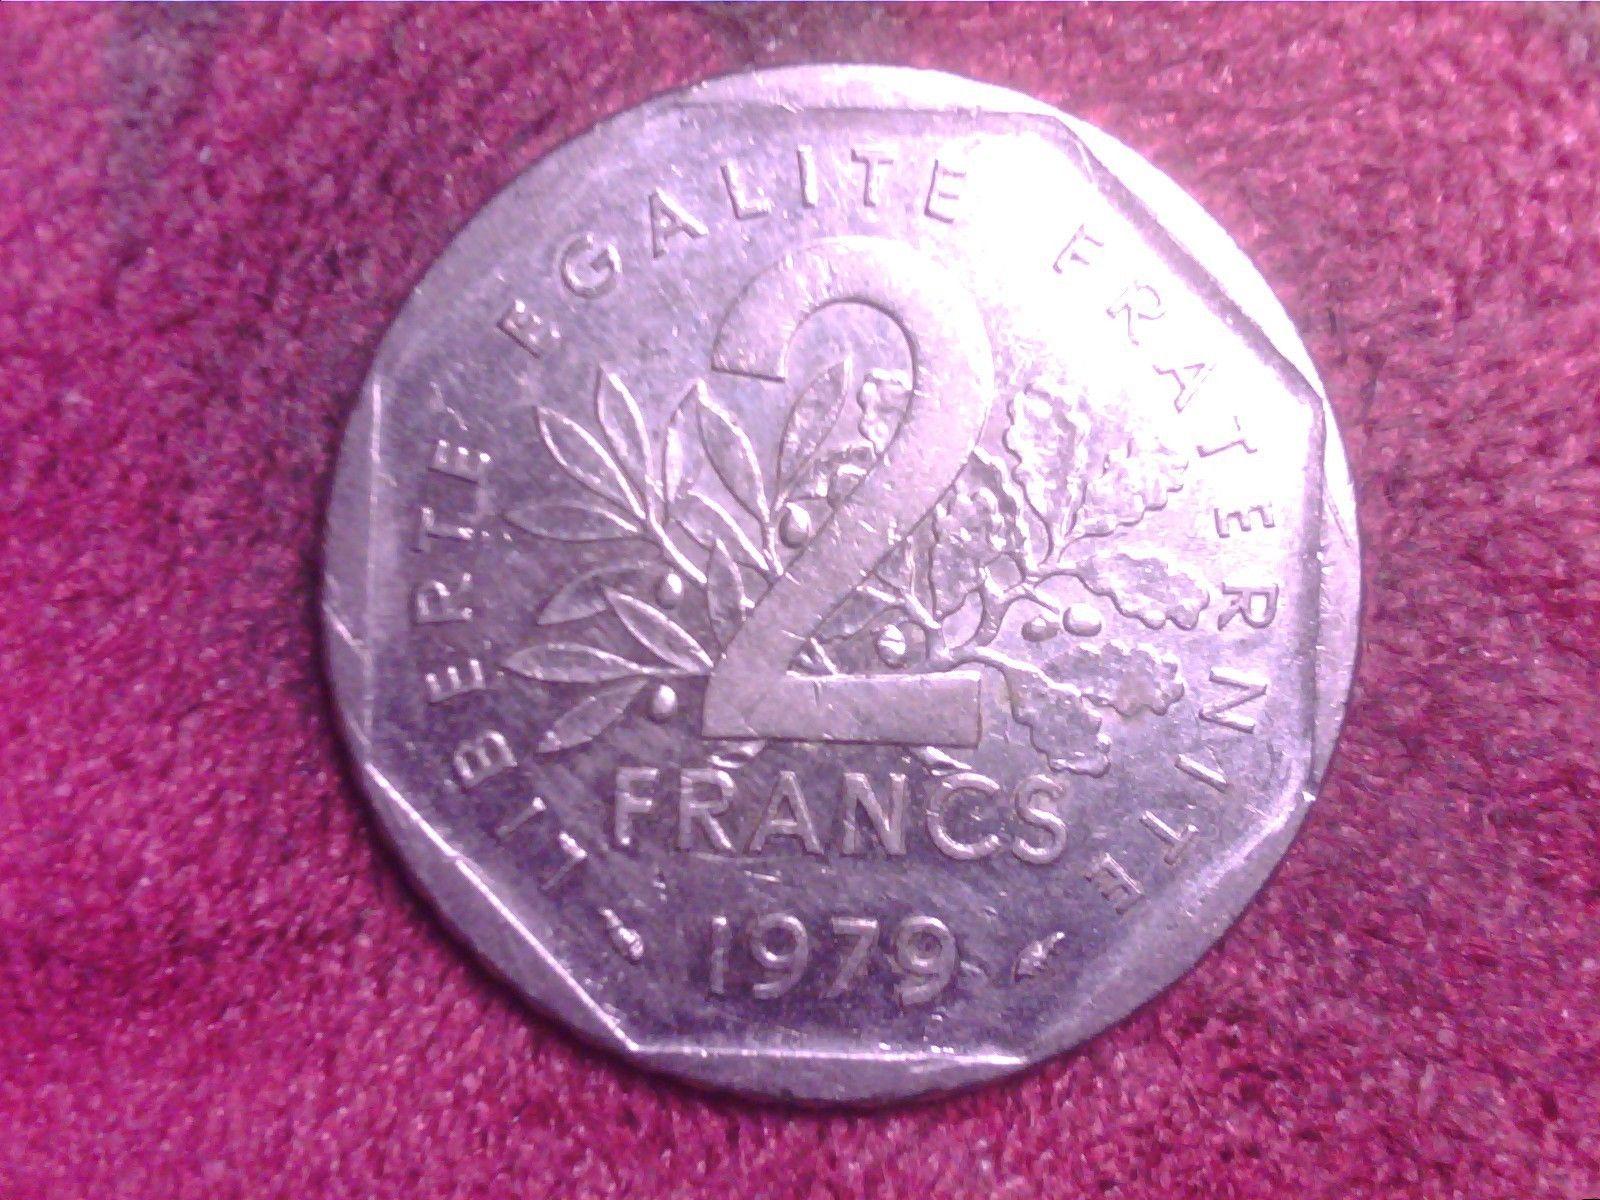 LIBERTE EGALITE FRATERNITE
2
FRANCS
1979